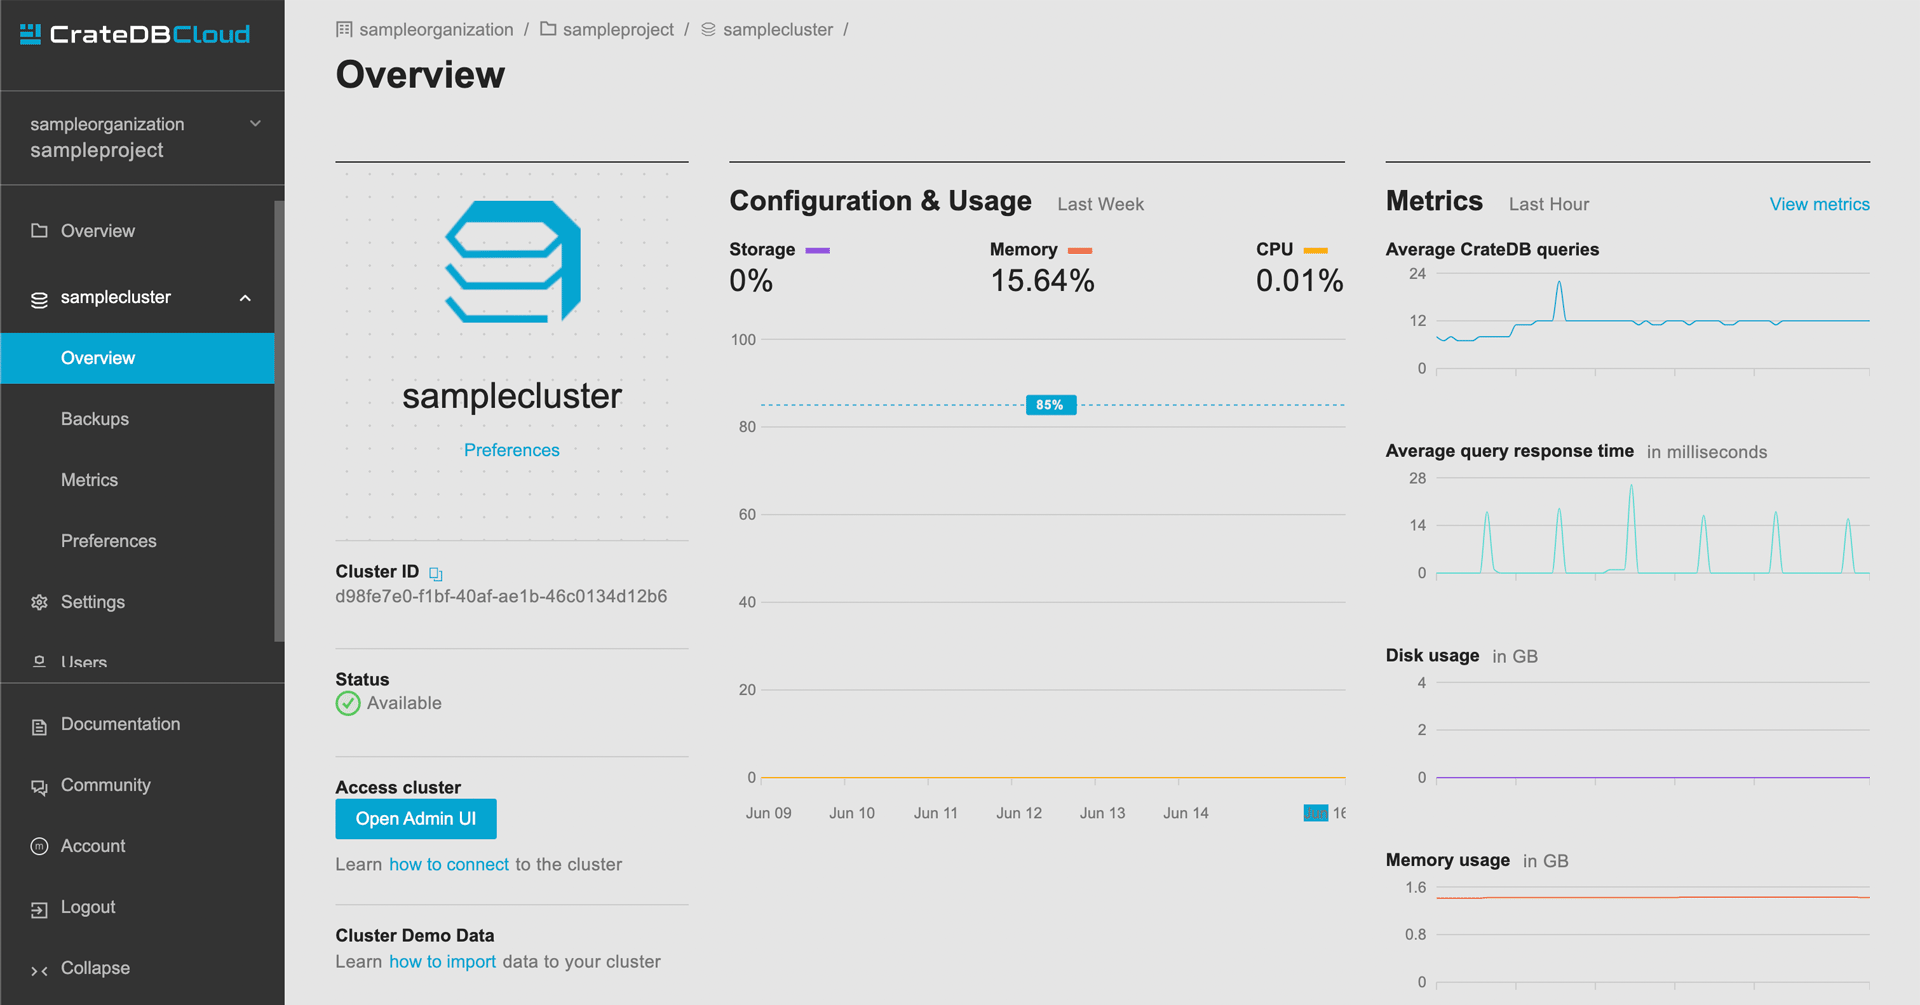 CrateDBCloud
sampleorganization
sampleproject
Overview
samplecluster
Overview
Backups
Metrics
Preferences
Settings
Users
Documentation
Community
Account
Logout
Collapse
sampleorganization / sampleproject / samplecluster /
Overview
samplecluster
Preferences
Cluster ID
d98fe7e0-f1bf-40af-ae1b-46c0134d12b6
Status
Available
Access cluster
Open Admin UI
Learn how to connect to the cluster
Cluster Demo Data
Learn how to import data to your cluster
Configuration & Usage Last Week
Storage Memory CPU
0% 15.64% 0.01%
100
85%
80
60
40
20
0
Jun 09 Jun 10 Jun 11 Jun 12 Jun 13 Jun 14 Jun 16
Metrics Last Hour View metrics
Average CrateDB queries
24
12
0
Average query response time in milliseconds
28
14
0
Disk usage in GB
4
2
0
Memory usage in GB
1.6
0.8
0